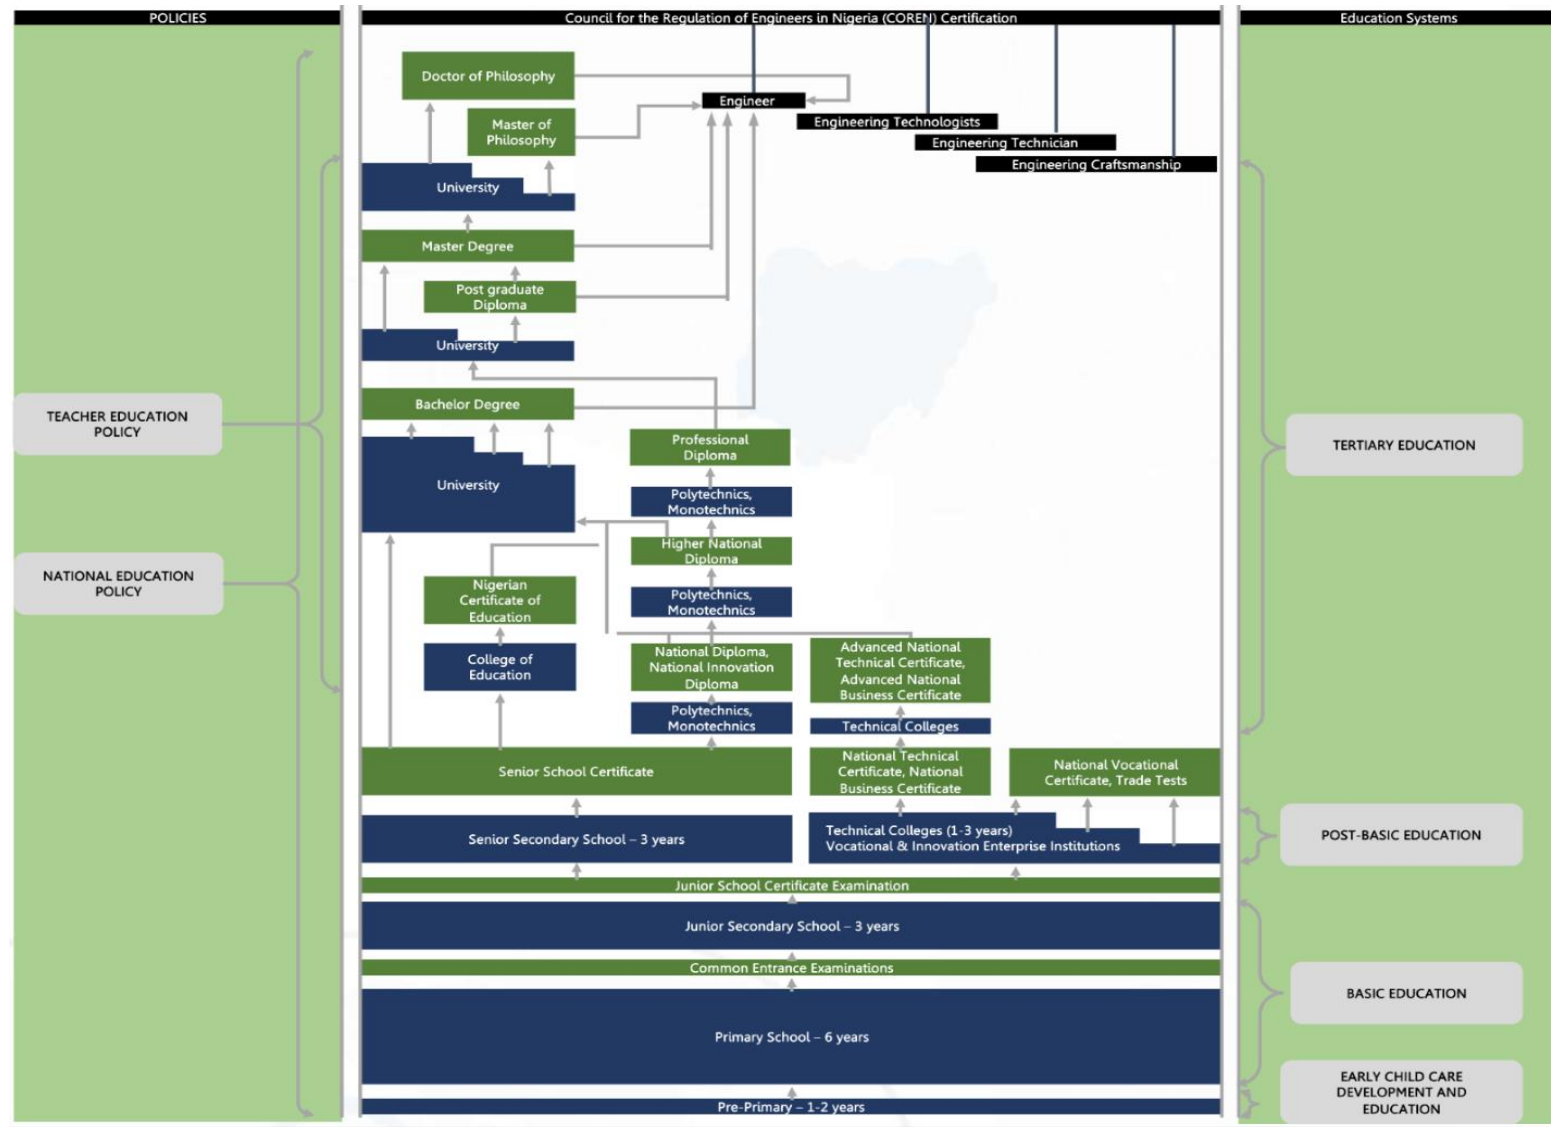 POLICIES
Council for the Regulation of Engineers in Nigeria (COREN) Certification
Education Systems
Doctor of Philosophy
Engineer
Master of
Philosophy
Engineering Technologists
Engineering Technician
Engineering Craftsmanship
University
Master Degree
Post graduate
Diploma
University
Bachelor Degree
TEACHER EDUCATION
POLICY
Professional
Diploma
TERTIARY EDUCATION
University
Polytechnics,
Monotechnics
Higher National
Diploma
NATIONAL EDUCATION
POLICY
Nigerian
Certificate of
Education
Polytechnics,
Monotechnics
College of
Education
National Diploma,
National Innovation
Diploma
Advanced National
Technical Certificate,
Advanced National
Business Certificate
Polytechnics,
Monotechnics
Technical Colleges
Senior School Certificate
National Technical
Certificate, National
Business Certificate
National Vocational
Certificate, Trade Tests
Senior Secondary School – 3 years
Technical Colleges (1-3 years)
Vocational & Innovation Enterprise Institutions
POST-BASIC EDUCATION
Junior School Certificate Examination
Junior Secondary School – 3 years
Common Entrance Examinations
BASIC EDUCATION
Primary School – 6 years
EARLY CHILD CARE
DEVELOPMENT AND
EDUCATION
Pre-Primary – 1-2 years